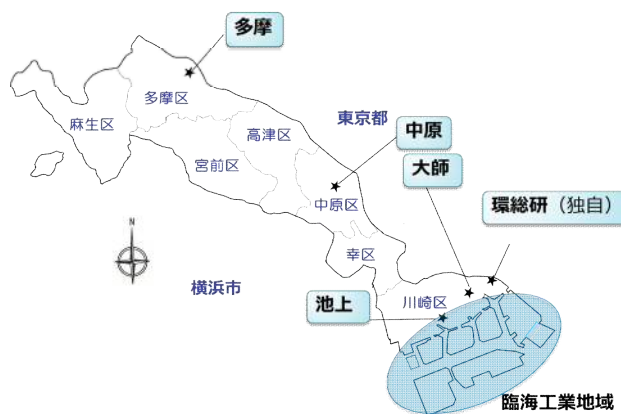 多摩
多摩区
麻生区
東京都
高津区
中原
宮前区
大師
中原区
環総研（独自）
N
幸区
横浜市
川崎区
池上
臨海工業地域